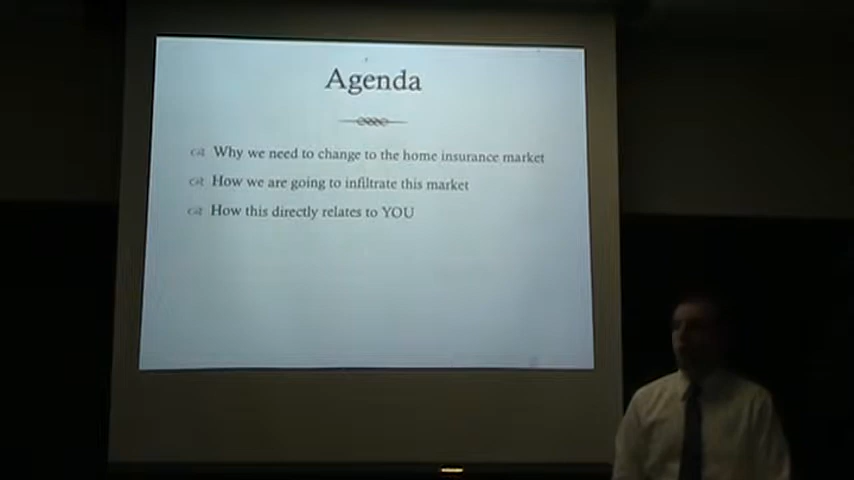 Agenda
Why we need to change to the home insurance market
How we are going to infiltrate this market
How this directly relates to YOU